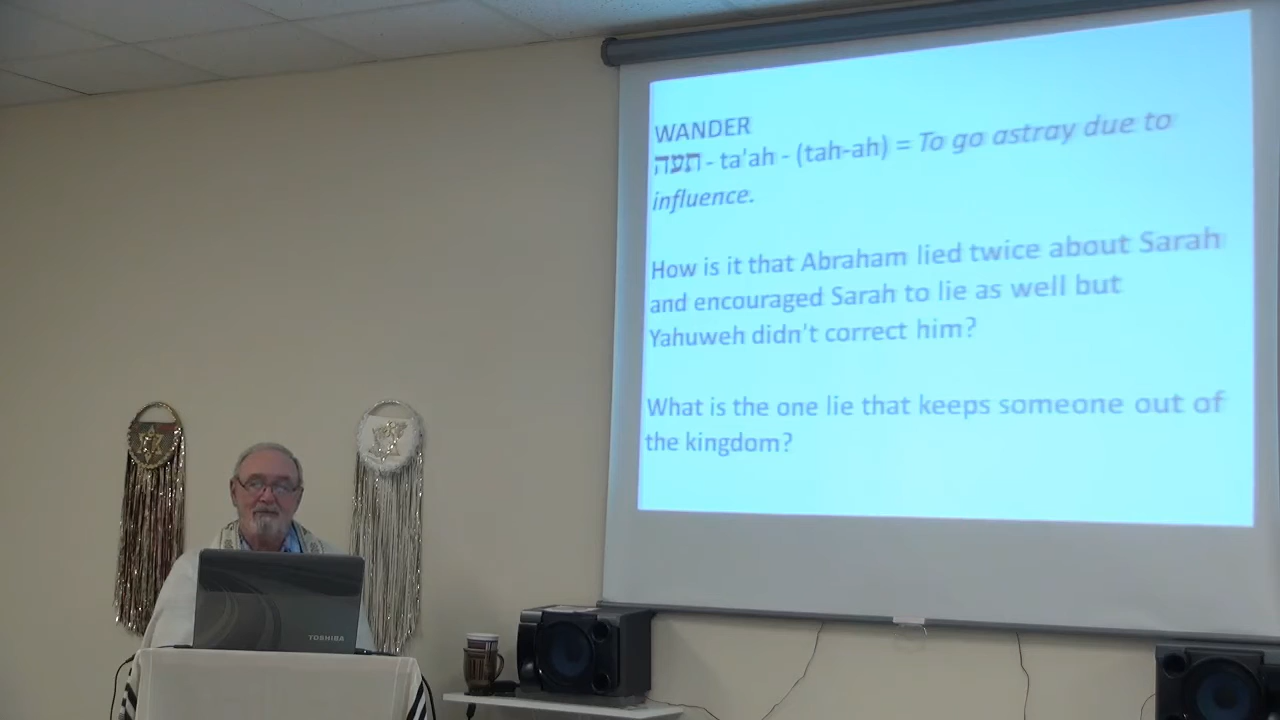 WANDER
תעה - ta'ah - (tah-ah) = To go astray due to
influence.
How is it that Abraham lied twice about Sarah
and encouraged Sarah to lie as well but
Yahuweh didn't correct him?
What is the one lie that keeps someone out of
the kingdom?
TOSHIBA